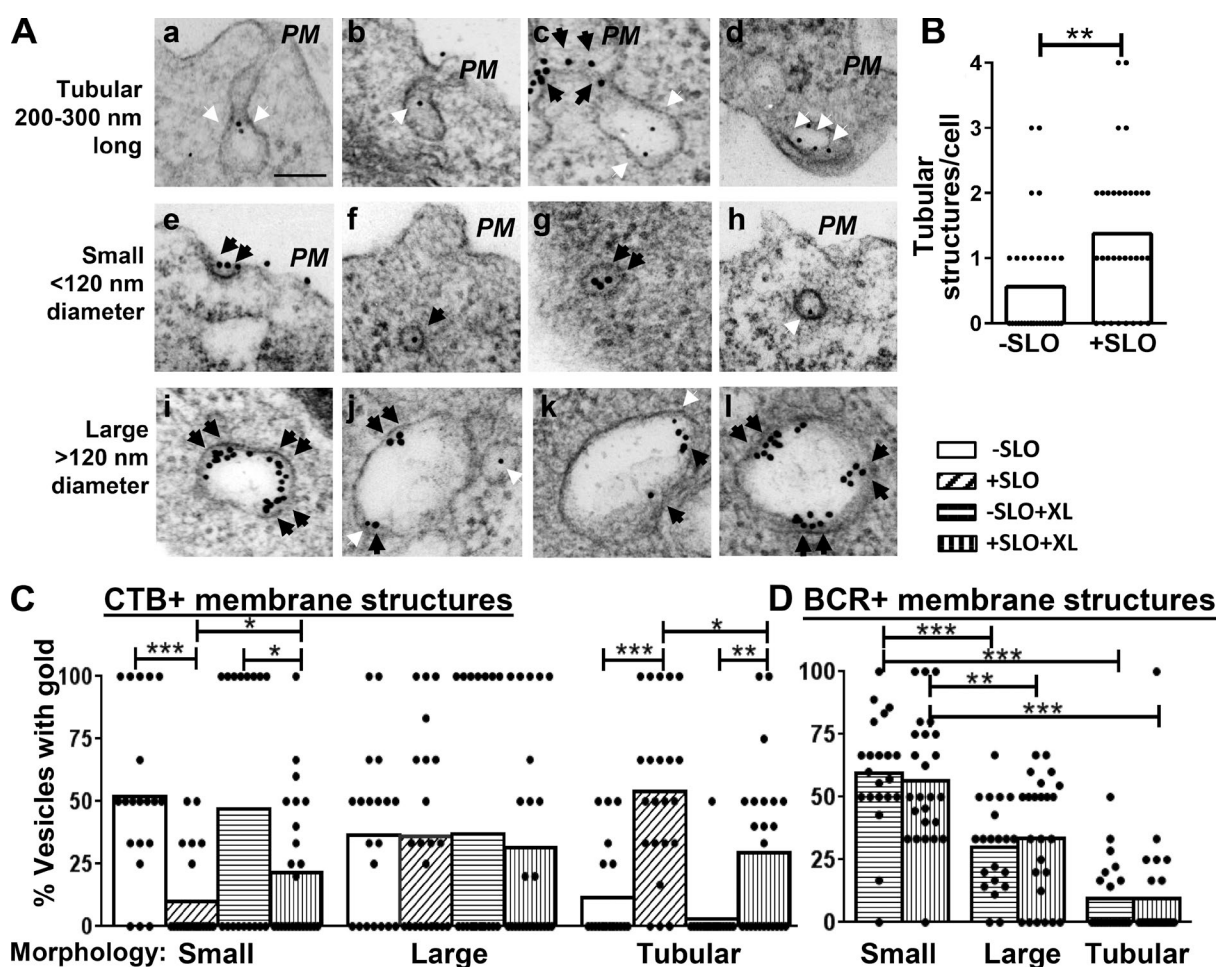 A
a
PM
b
PM
c
PM
d
PM
Tubular
200-300 nm
long
e
PM
f
PM
g
h
PM
Small
<120 nm
diameter
i
j
k
l
Large
>120 nm
diameter
B
**
Tubular
structures/cell
4
3
2
1
0
-SLO
+SLO
-SLO
+SLO
-SLO+XL
+SLO+XL
C
CTB+ membrane structures
% Vesicles with gold
100
75
50
25
0
***
*
*
***
*
**
Morphology:
Small
Large
Tubular
D
BCR+ membrane structures
100
75
50
25
0
***
***
**
***
Small
Large
Tubular